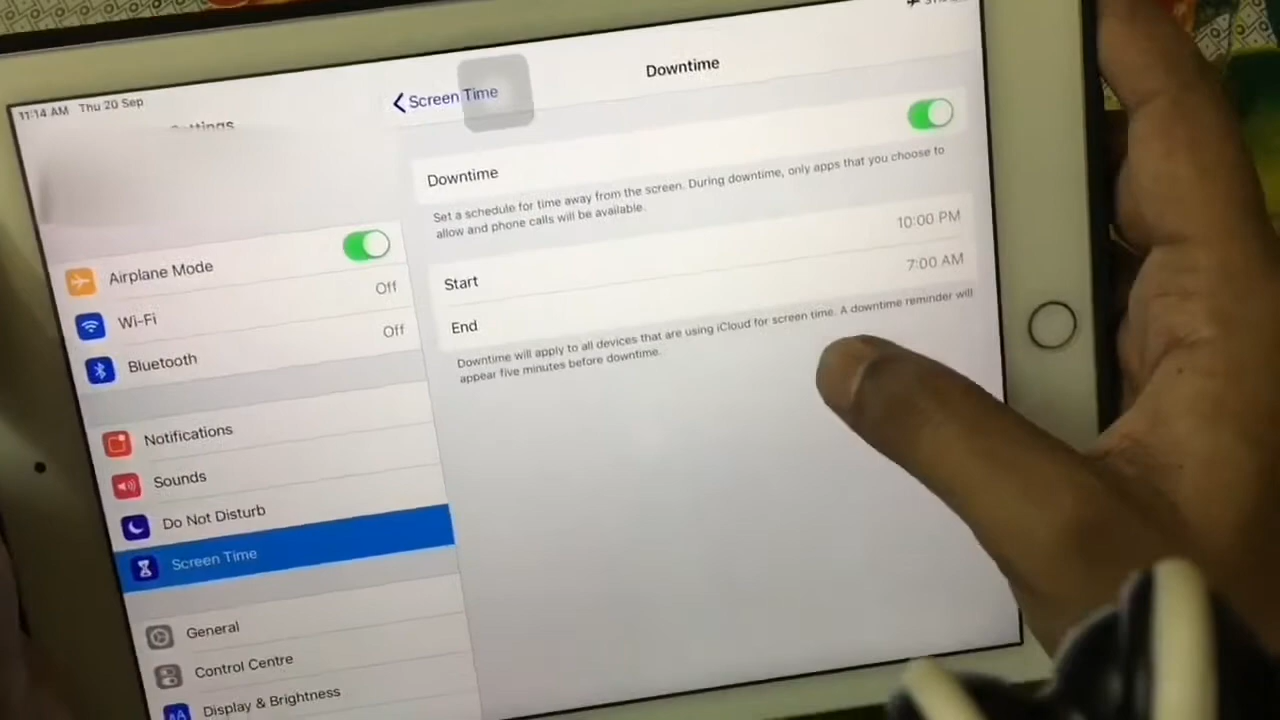 11:14 AM Thu 20 Sep
Settings
Airplane Mode
Wi-Fi
Off
Bluetooth
Off
Notifications
Sounds
Do Not Disturb
Screen Time
General
Control Centre
AA Display & Brightness
Screen Time
Downtime
Downtime
Set a schedule for time away from the screen. During downtime, only apps that you choose to
allow and phone calls will be available.
Start
10:00 PM
End
7:00 AM
Downtime will apply to all devices that are using iCloud for screen time. A downtime reminder will
appear five minutes before downtime.